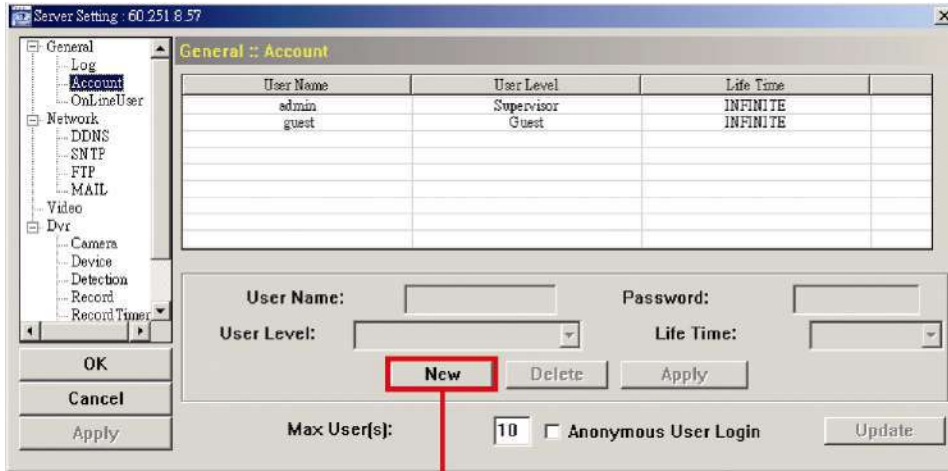 Server Setting : 60.251.8.57
General
Log
Account
OnLineUser
Network
DDNS
SNTP
FTP
MAIL
Video
Dvr
Camera
Device
Detection
Record
RecordTimer
OK
Cancel
Apply
General :: Account
User Name User Level Life Time
admin Supervisor INFINITE
guest Guest INFINITE
User Name: Password:
User Level: Life Time:
New Delete Apply
Max User(s): 10 Anonymous User Login Update